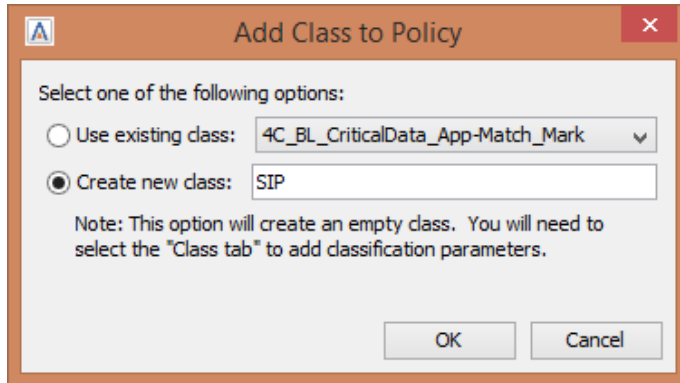 Add Class to Policy
Select one of the following options:
Use existing class: 4C_BL_CriticalData_App-Match_Mark
Create new class: SIP
Note: This option will create an empty class. You will need to
select the "Class tab" to add classification parameters.
OK Cancel